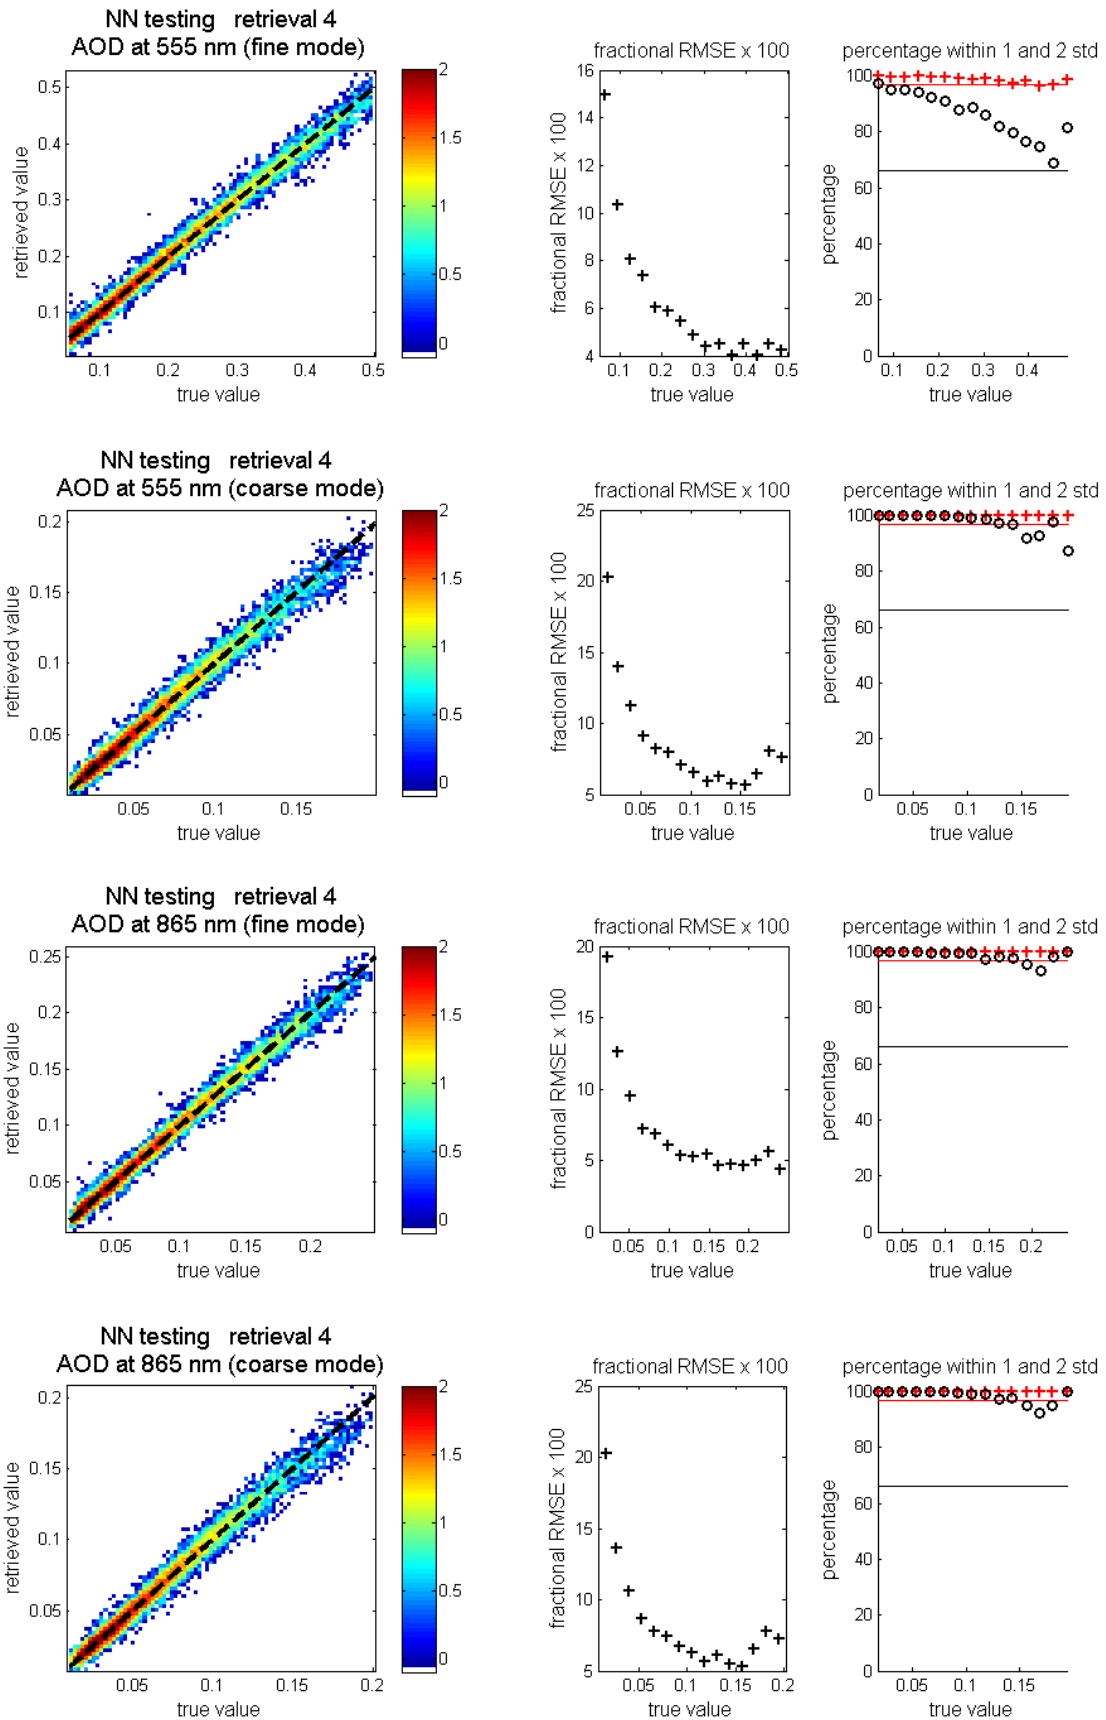 NN testing   retrieval 4
AOD at 555 nm (fine mode)
fractional RMSE x 100
percentage within 1 and 2 std
retrieved value
0.5
0.4
0.3
0.2
0.1
0.1 0.2 0.3 0.4 0.5
true value
2
1.5
1
0.5
0
fractional RMSE x 100
16
14
12
10
8
6
4
0.1 0.2 0.3 0.4 0.5
true value
percentage
100
80
60
40
20
0
0.1 0.2 0.3 0.4
true value
NN testing   retrieval 4
AOD at 555 nm (coarse mode)
fractional RMSE x 100
percentage within 1 and 2 std
retrieved value
0.2
0.15
0.1
0.05
0.05 0.1 0.15
true value
2
1.5
1
0.5
0
fractional RMSE x 100
25
20
15
10
5
0.05 0.1 0.15
true value
percentage
100
80
60
40
20
0
0.05 0.1 0.15
true value
NN testing   retrieval 4
AOD at 865 nm (fine mode)
fractional RMSE x 100
percentage within 1 and 2 std
retrieved value
0.25
0.2
0.15
0.1
0.05
0.05 0.1 0.15 0.2
true value
2
1.5
1
0.5
0
fractional RMSE x 100
20
15
10
5
0
0.05 0.1 0.15 0.2
true value
percentage
100
80
60
40
20
0
0.05 0.1 0.15 0.2
true value
NN testing   retrieval 4
AOD at 865 nm (coarse mode)
fractional RMSE x 100
percentage within 1 and 2 std
retrieved value
0.2
0.15
0.1
0.05
0.05 0.1 0.15 0.2
true value
2
1.5
1
0.5
0
fractional RMSE x 100
25
20
15
10
5
0.05 0.1 0.15 0.2
true value
percentage
100
80
60
40
20
0
0.05 0.1 0.15
true value